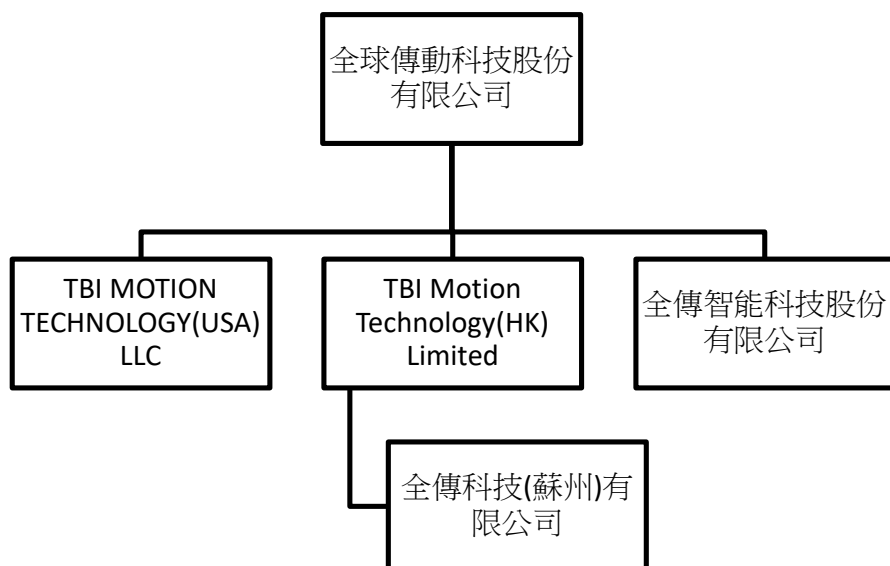 全球傳動科技股份
有限公司
TBI MOTION
TECHNOLOGY(USA)
LLC
TBI Motion
Technology(HK)
Limited
全傳智能科技股份
有限公司
全傳科技(蘇州)有
限公司